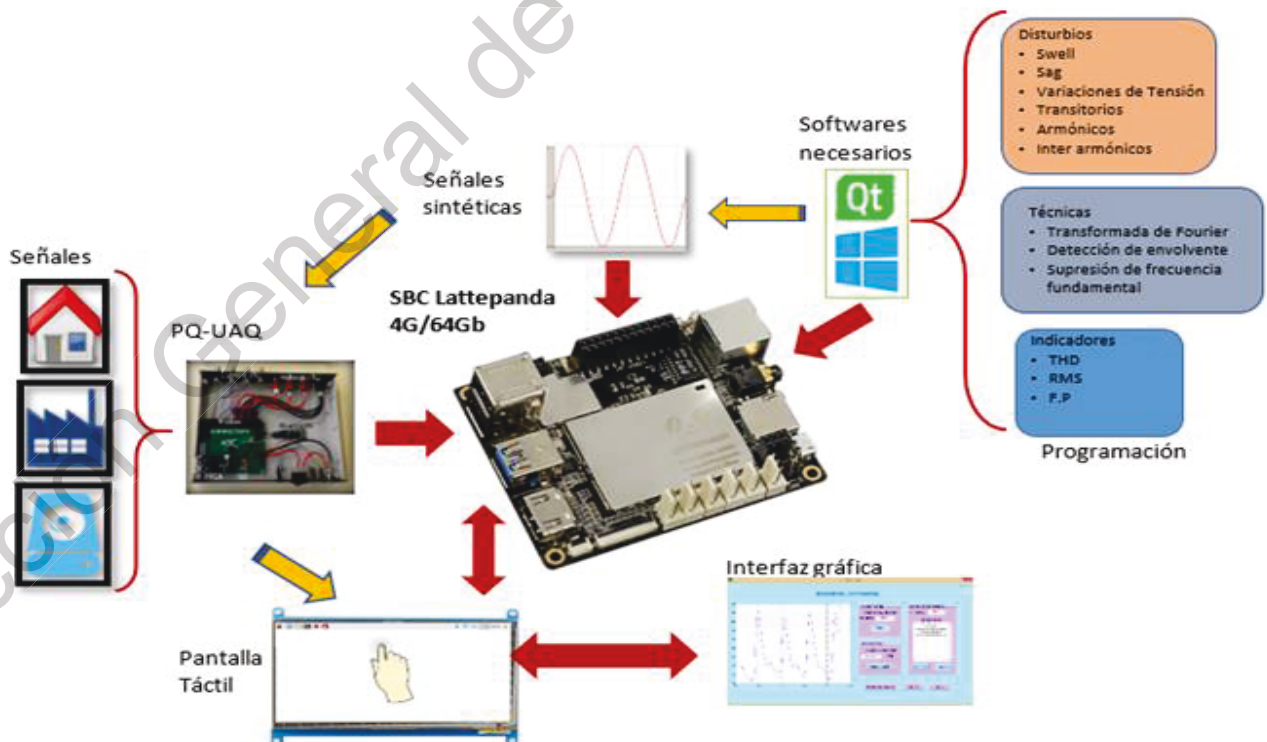 Disturbios
• Swell
• Sag
• Variaciones de Tensión
• Transitorios
• Armónicos
• Inter armónicos
Softwares
necesarios
Qt
Señales
sintéticas
Técnicas
• Transformada de Fourier
• Detección de envolvente
• Supresión de frecuencia
fundamental
Señales
SBC Lattepanda
4G/64Gb
PQ-UAQ
Indicadores
• THD
• RMS
• F.P
Programación
Interfaz gráfica
Pantalla
Táctil
General de